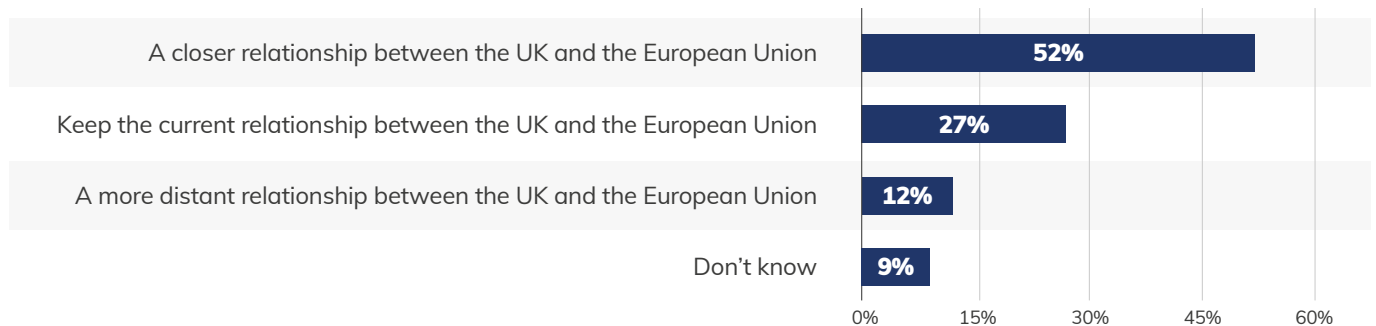 A closer relationship between the UK and the European Union 52%
Keep the current relationship between the UK and the European Union 27%
A more distant relationship between the UK and the European Union 12%
Don’t know 9%
0% 15% 30% 45% 60%